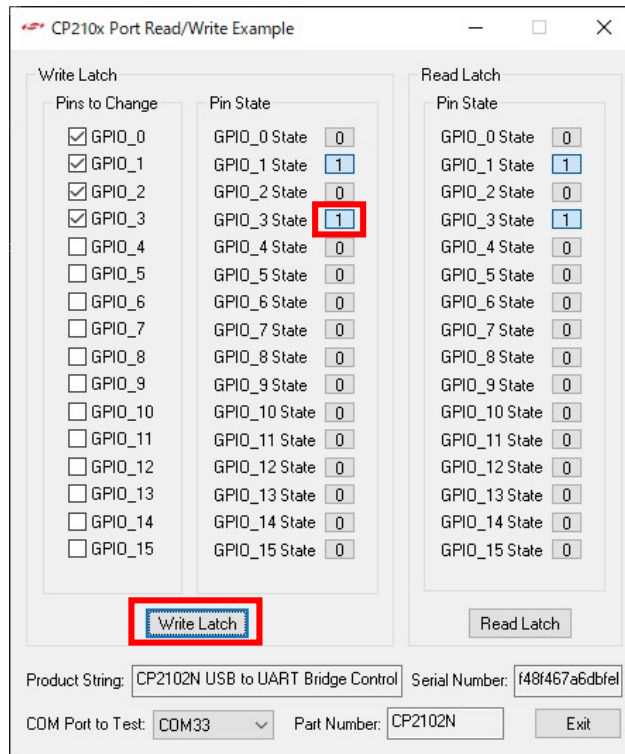 CP210x Port Read/Write Example
Write Latch
Read Latch
Pins to Change
Pin State
Pin State
GPIO_0 GPIO_0 State 0 GPIO_0 State 0
GPIO_1 GPIO_1 State 1 GPIO_1 State 1
GPIO_2 GPIO_2 State 0 GPIO_2 State 0
GPIO_3 GPIO_3 State 1 GPIO_3 State 1
GPIO_4 GPIO_4 State 0 GPIO_4 State 0
GPIO_5 GPIO_5 State 0 GPIO_5 State 0
GPIO_6 GPIO_6 State 0 GPIO_6 State 0
GPIO_7 GPIO_7 State 0 GPIO_7 State 0
GPIO_8 GPIO_8 State 0 GPIO_8 State 0
GPIO_9 GPIO_9 State 0 GPIO_9 State 0
GPIO_10 GPIO_10 State 0 GPIO_10 State 0
GPIO_11 GPIO_11 State 0 GPIO_11 State 0
GPIO_12 GPIO_12 State 0 GPIO_12 State 0
GPIO_13 GPIO_13 State 0 GPIO_13 State 0
GPIO_14 GPIO_14 State 0 GPIO_14 State 0
GPIO_15 GPIO_15 State 0 GPIO_15 State 0
Write Latch
Read Latch
Product String: CP2102N USB to UART Bridge Control Serial Number: f48f467a6dbfel
COM Port to Test: COM33 Part Number: CP2102N Exit